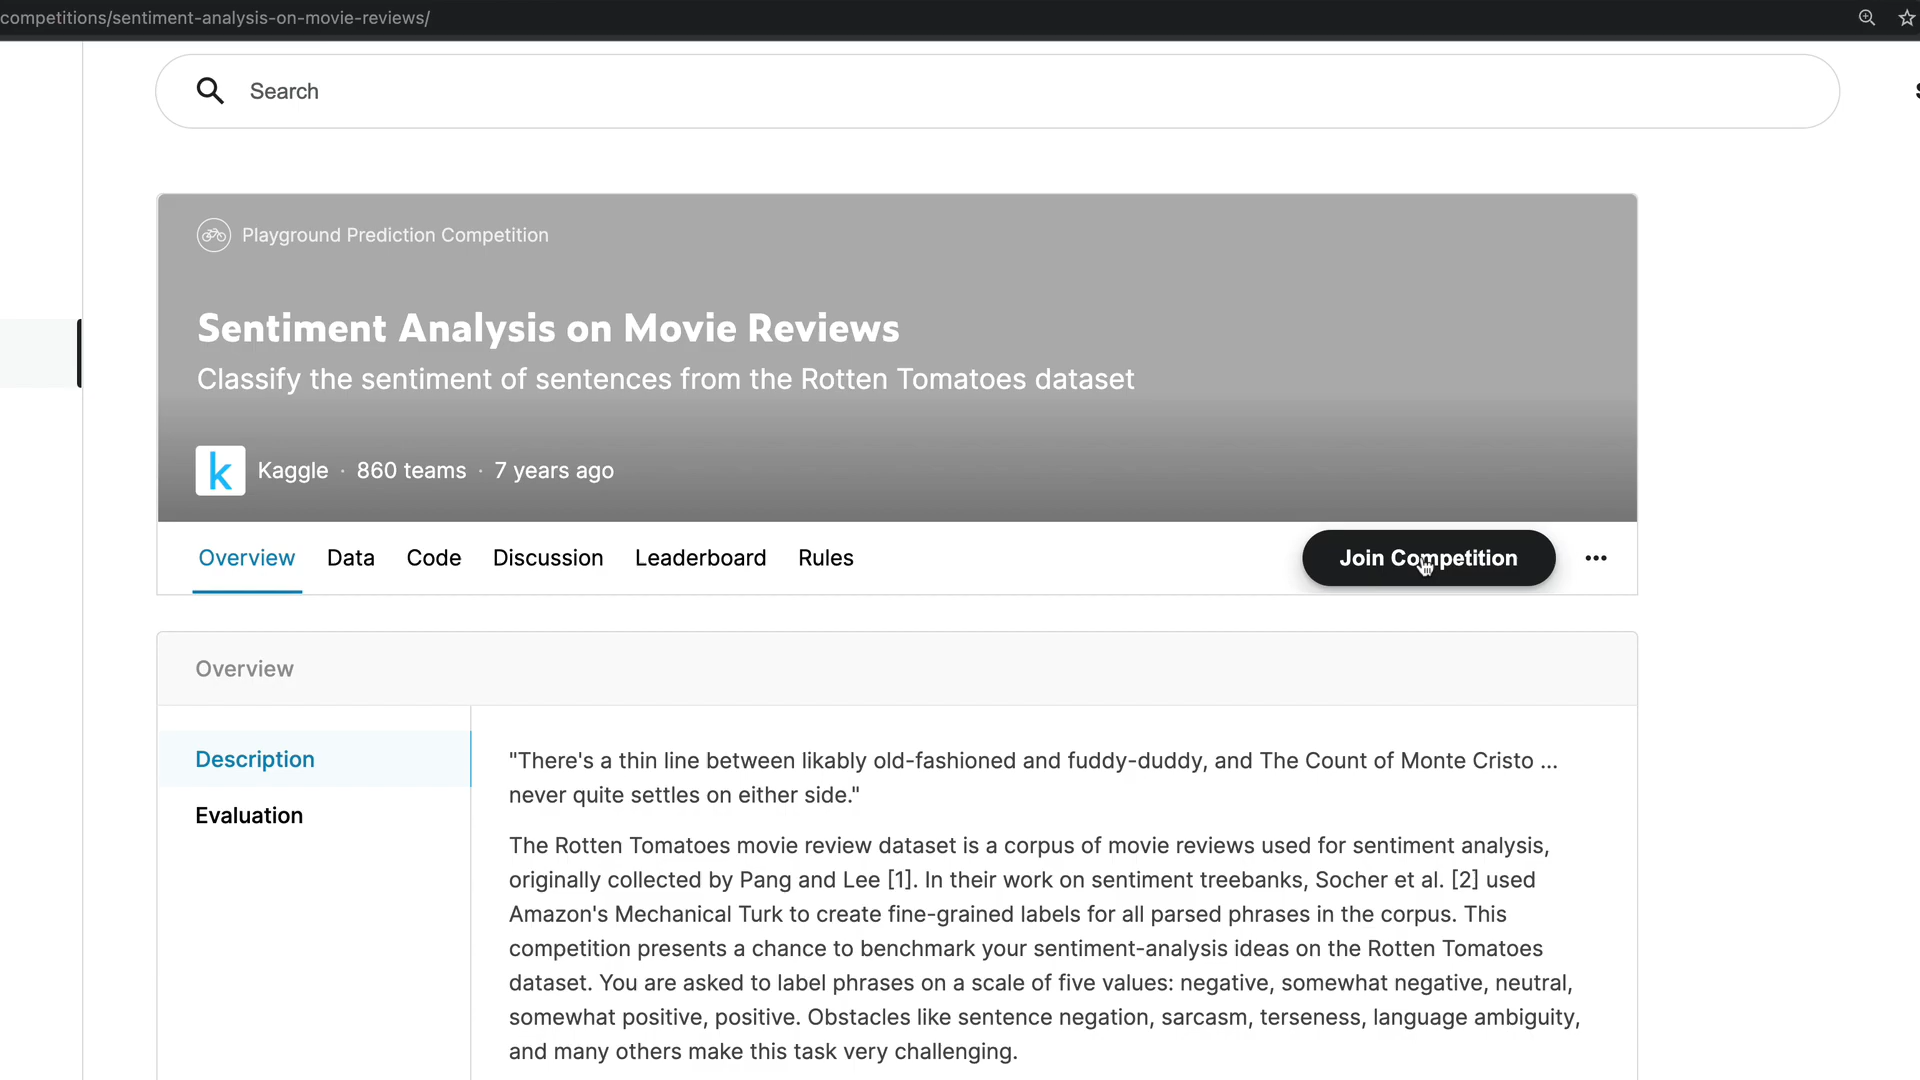 competitions/sentiment-analysis-on-movie-reviews/
Search
Playground Prediction Competition
Sentiment Analysis on Movie Reviews
Classify the sentiment of sentences from the Rotten Tomatoes dataset
k Kaggle · 860 teams · 7 years ago
Overview Data Code Discussion Leaderboard Rules Join Competition
Overview
Description
Evaluation
"There's a thin line between likably old-fashioned and fuddy-duddy, and The Count of Monte Cristo ...
never quite settles on either side."
The Rotten Tomatoes movie review dataset is a corpus of movie reviews used for sentiment analysis,
originally collected by Pang and Lee [1]. In their work on sentiment treebanks, Socher et al. [2] used
Amazon's Mechanical Turk to create fine-grained labels for all parsed phrases in the corpus. This
competition presents a chance to benchmark your sentiment-analysis ideas on the Rotten Tomatoes
dataset. You are asked to label phrases on a scale of five values: negative, somewhat negative, neutral,
somewhat positive, positive. Obstacles like sentence negation, sarcasm, terseness, language ambiguity,
and many others make this task very challenging.